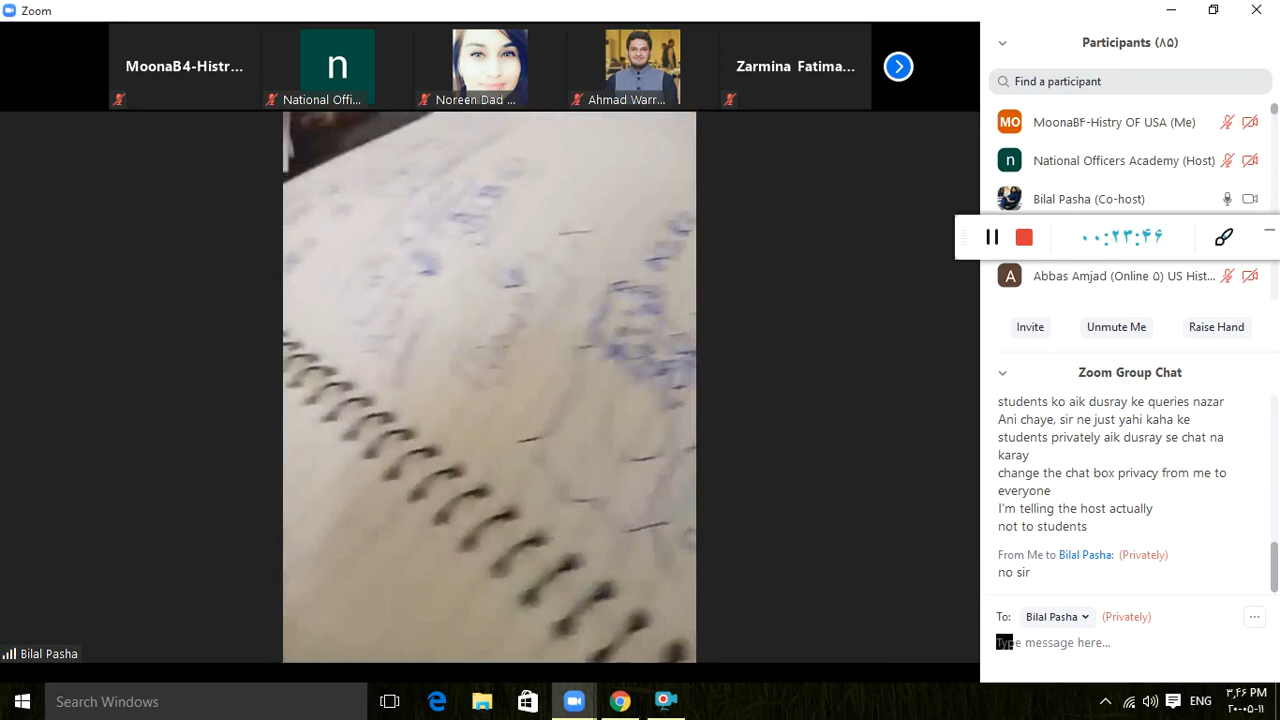 Zoom
MoonaB4-Histr...
National Offi...
Noreen Dad ...
Ahmad Warr...
Zarmina Fatima...
Participants (۸۵)
Find a participant
MO
MoonaB۴-Histry OF USA (Me)
n
National Officers Academy (Host)
Bilal Pasha (Co-host)
۰۰:۲۳:۴۶
A
Abbas Amjad (Online ۵) US Hist...
Invite
Unmute Me
Raise Hand
Zoom Group Chat
students ko aik dusray ke queries nazar
Ani chaye, sir ne just yahi kaha ke
students privately aik dusray se chat na
karay
change the chat box privacy from me to
everyone
I'm telling the host actually
not to students
From Me to Bilal Pasha: (Privately)
no sir
To: Bilal Pasha (Privately)
Type message here...
Bilal Pasha
Search Windows
ENG
۳,۴۶ PM
۲۰۰۰-۵-۱۱